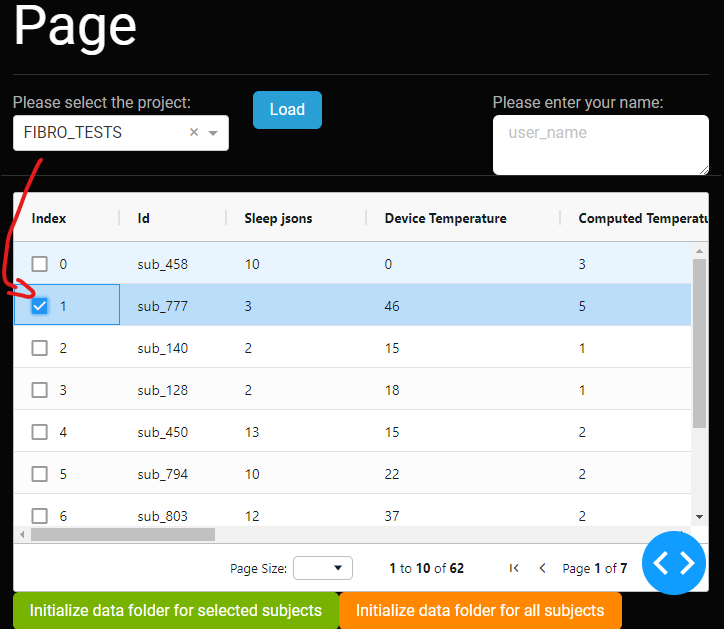 Page
Please select the project:
FIBRO_TESTS
Load
Please enter your name:
user_name
Index Id Sleep jsons Device Temperature Computed Temperatu
0 sub_458 10 0 3
1 sub_777 3 46 5
2 sub_140 2 15 1
3 sub_128 2 18 1
4 sub_450 13 15 2
5 sub_794 10 22 2
6 sub_803 12 37 2
Page Size: 1 to 10 of 62 Page 1 of 7
Initialize data folder for selected subjects
Initialize data folder for all subjects